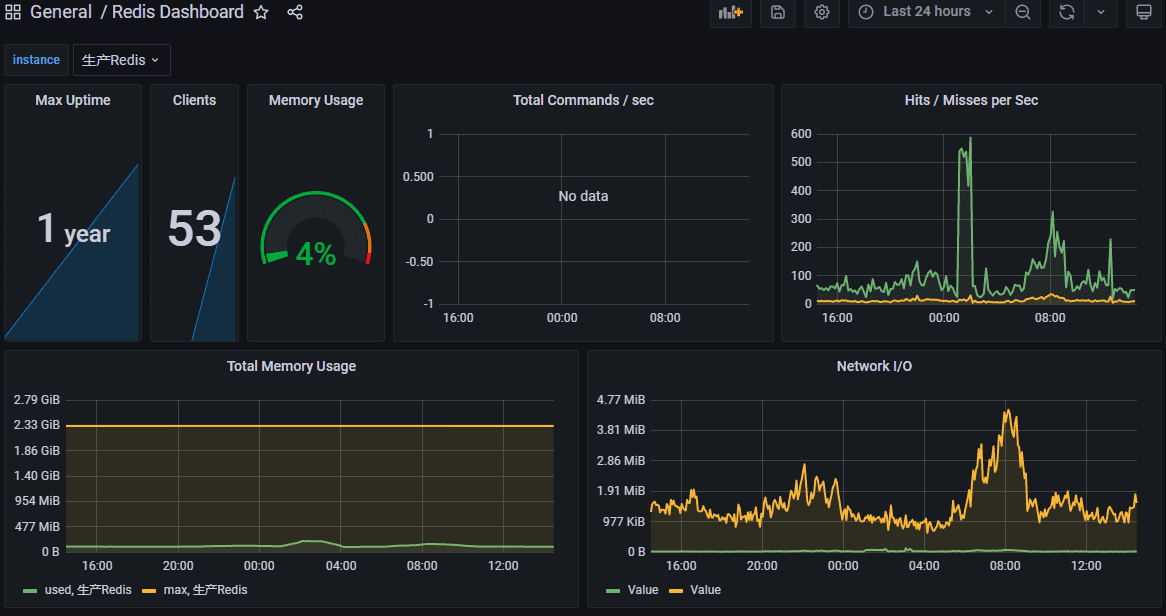 General / Redis Dashboard
Last 24 hours
instance
生产Redis
Max Uptime
1 year
Clients
53
Memory Usage
4%
Total Commands / sec
1
0.500
0
-0.50
-1
No data
16:00 00:00 08:00
Hits / Misses per Sec
600
500
400
300
200
100
0
16:00 00:00 08:00
Total Memory Usage
2.79 GiB
2.33 GiB
1.86 GiB
1.40 GiB
954 MiB
477 MiB
0 B
16:00 20:00 00:00 04:00 08:00 12:00
used, 生产Redis max, 生产Redis
Network I/O
4.77 MiB
3.81 MiB
2.86 MiB
1.91 MiB
977 KiB
0 B
16:00 20:00 00:00 04:00 08:00 12:00
Value Value